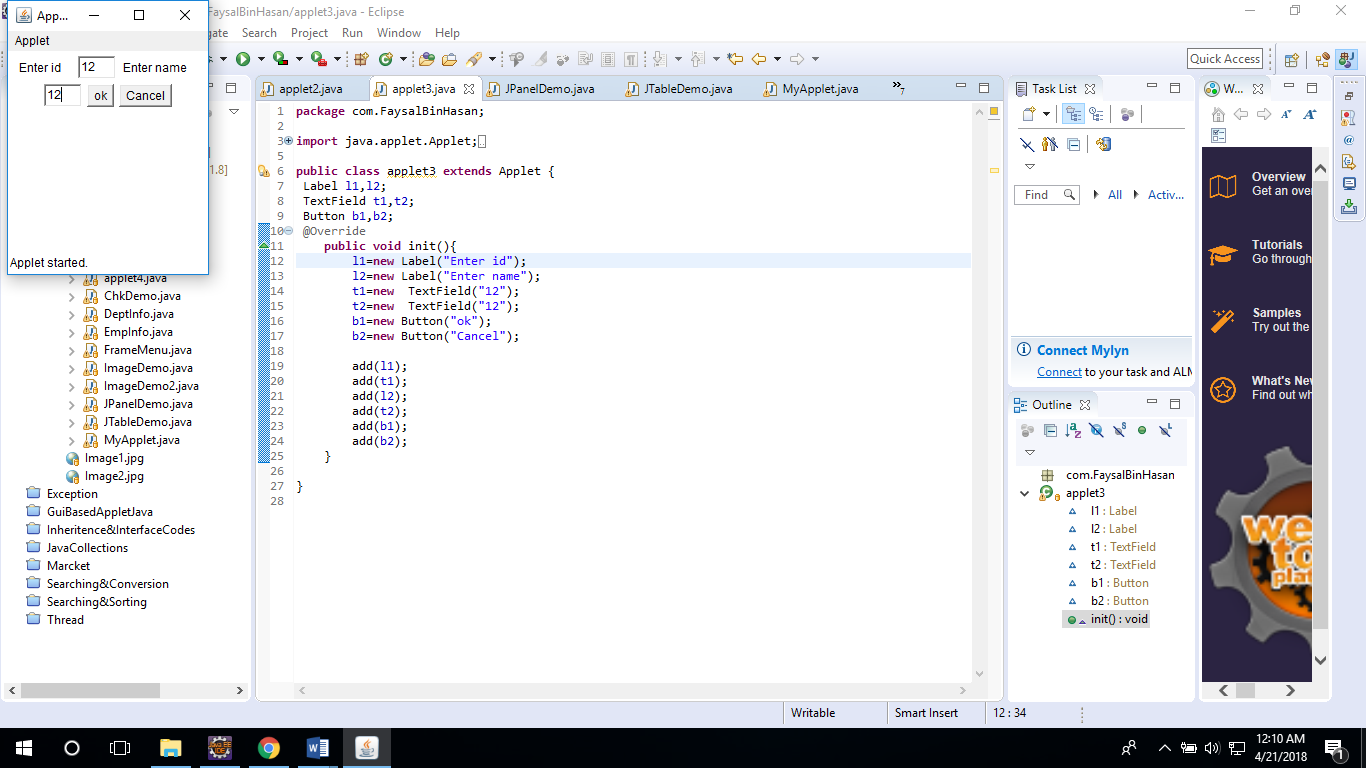 App...
FaysalBinHasan/applet3.java - Eclipse
Applet
gate Search Project Run Window Help
Enter id 12 Enter name
12 ok Cancel
Applet started.
Quick Access
1.8]
applet4.java
ChkDemo.java
DeptInfo.java
EmpInfo.java
FrameMenu.java
ImageDemo.java
ImageDemo2.java
JPanelDemo.java
JTableDemo.java
MyApplet.java
Image1.jpg
Image2.jpg
Exception
GuiBasedAppletJava
Inheritence&InterfaceCodes
JavaCollections
Marcket
Searching&Conversion
Searching&Sorting
Thread
applet2.java applet3.java JPanelDemo.java JTableDemo.java MyApplet.java »7
1 package com.FaysalBinHasan;
2
3 import java.applet.Applet;
5
6 public class applet3 extends Applet {
7 Label l1,l2;
8 TextField t1,t2;
9 Button b1,b2;
10 @Override
11 public void init(){
12 l1=new Label("Enter id");
13 l2=new Label("Enter name");
14 t1=new  TextField("12");
15 t2=new  TextField("12");
16 b1=new Button("ok");
17 b2=new Button("Cancel");
18
19 add(l1);
20 add(t1);
21 add(l2);
22 add(t2);
23 add(b1);
24 add(b2);
25 }
26
27 }
28
Task List
Find All Activ...
Connect Mylyn
Connect to your task and ALM
Outline
com.FaysalBinHasan
applet3
l1 : Label
l2 : Label
t1 : TextField
t2 : TextField
b1 : Button
b2 : Button
init() : void
W...
Overview
Get an over
Tutorials
Go through
Samples
Try out the
What's New
Find out wh
we
to
plat
Writable Smart Insert 12 : 34
12:10 AM
4/21/2018
1